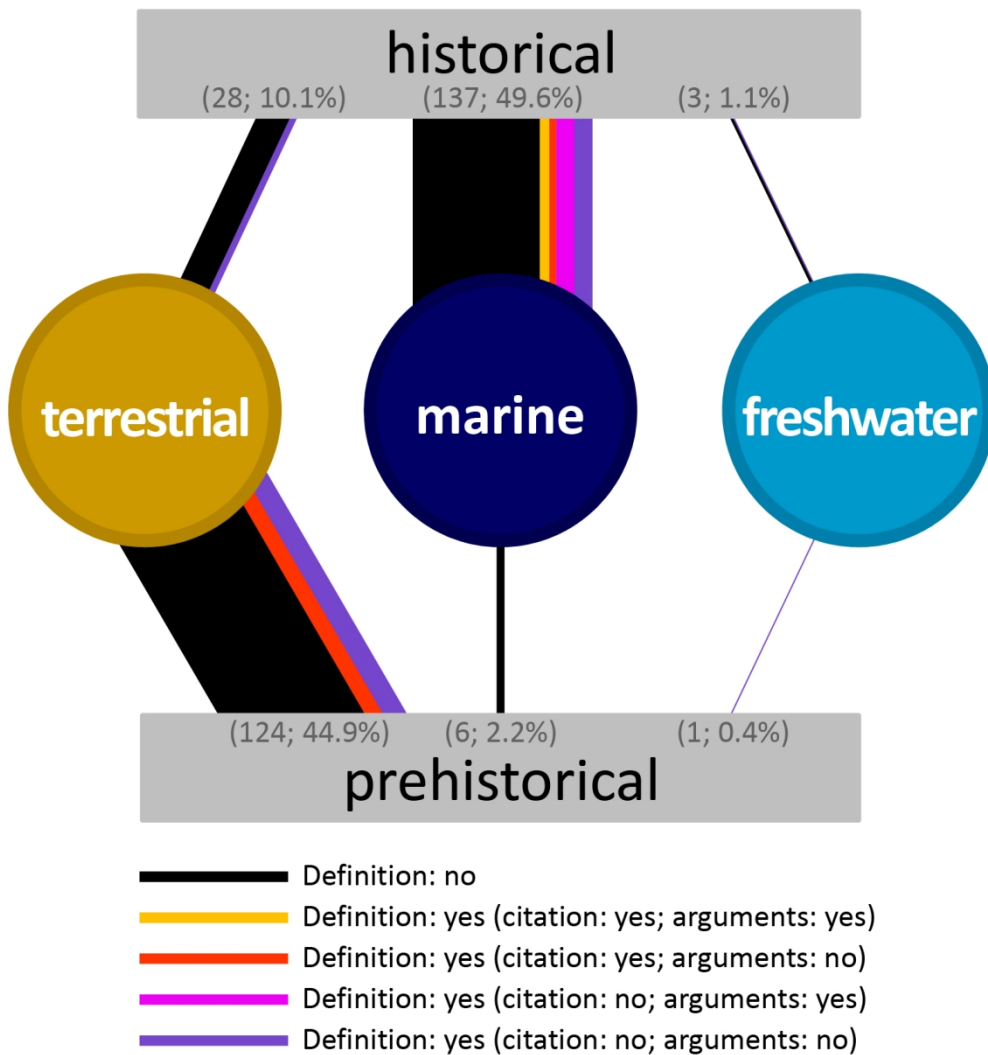 historical
(28; 10.1%) (137; 49.6%) (3; 1.1%)
terrestrial marine freshwater
(124; 44.9%) (6; 2.2%) (1; 0.4%)
prehistorical
Definition: no
Definition: yes (citation: yes; arguments: yes)
Definition: yes (citation: yes; arguments: no)
Definition: yes (citation: no; arguments: yes)
Definition: yes (citation: no; arguments: no)